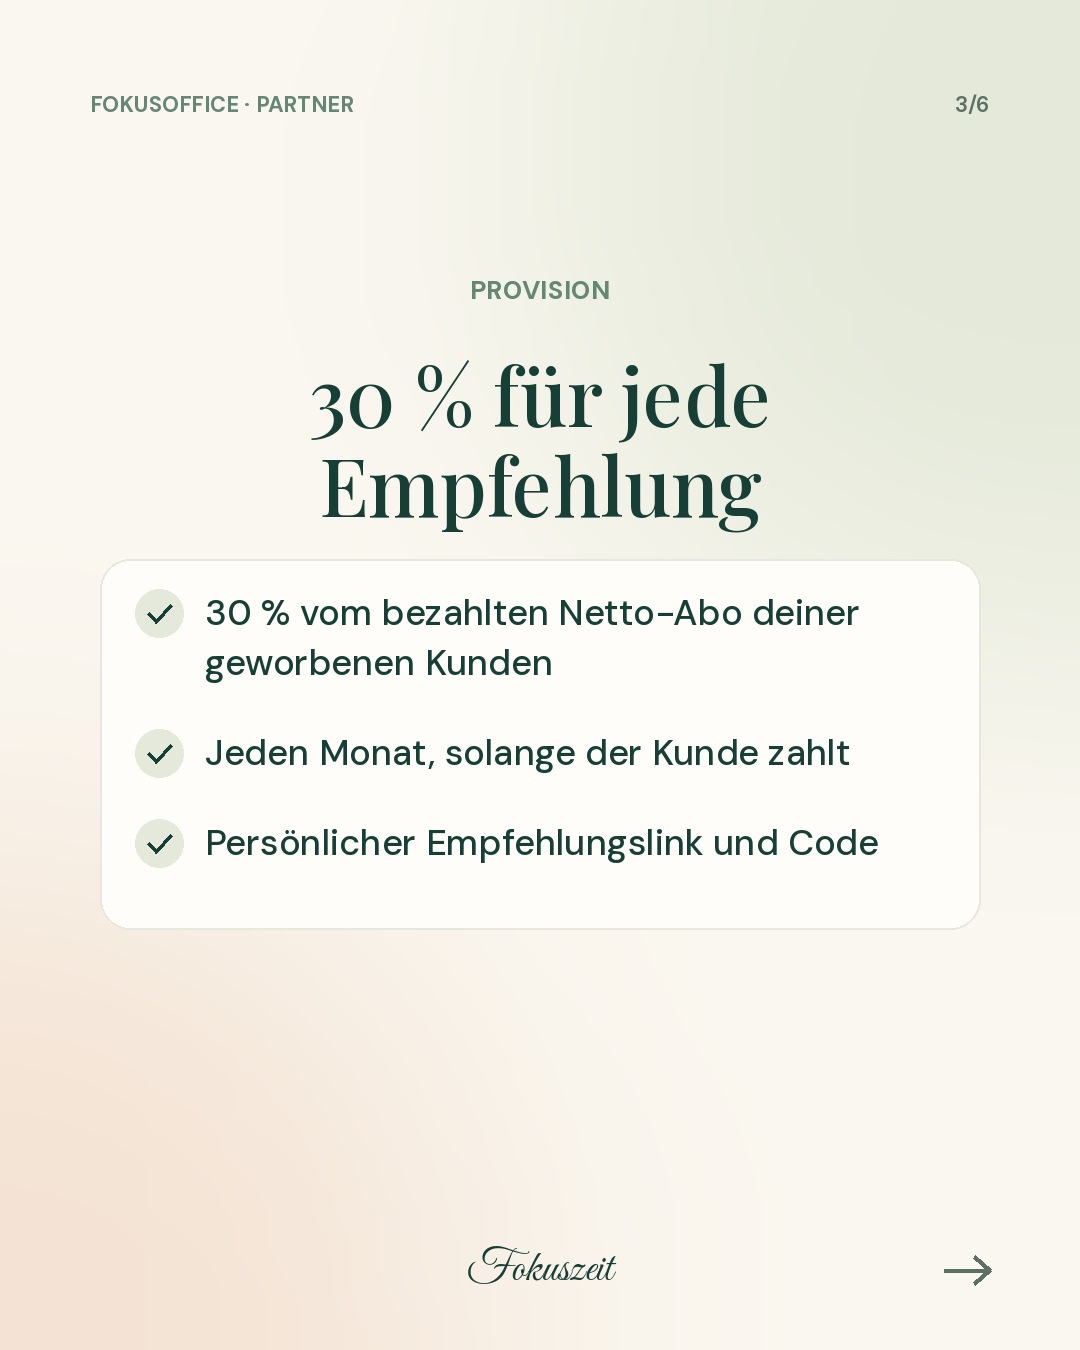 FOKUSOFFICE · PARTNER
3/6
PROVISION
30 % für jede
Empfehlung
30 % vom bezahlten Netto-Abo deiner
geworbenen Kunden
Jeden Monat, solange der Kunde zahlt
Persönlicher Empfehlungslink und Code
Fokuszeit